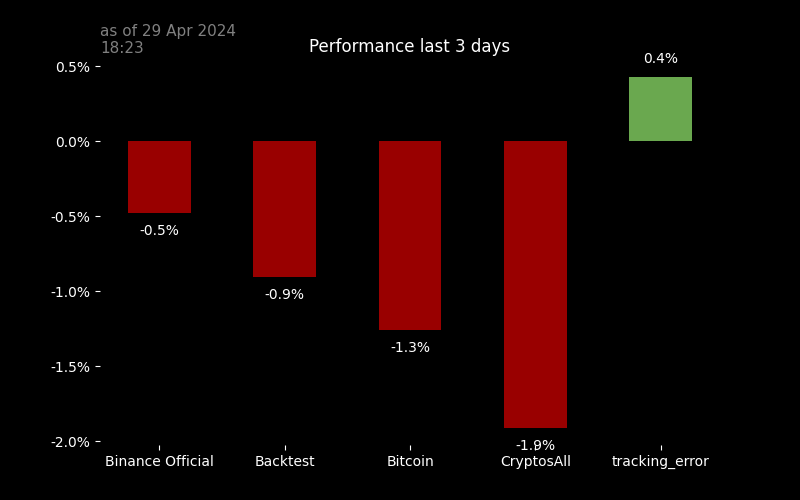 as of 29 Apr 2024
18:23
Performance last 3 days
0.5%
0.0%
-0.5%
-1.0%
-1.5%
-2.0%
-0.5%
-0.9%
-1.3%
-1.9%
0.4%
Binance Official
Backtest
Bitcoin
CryptosAll
tracking_error